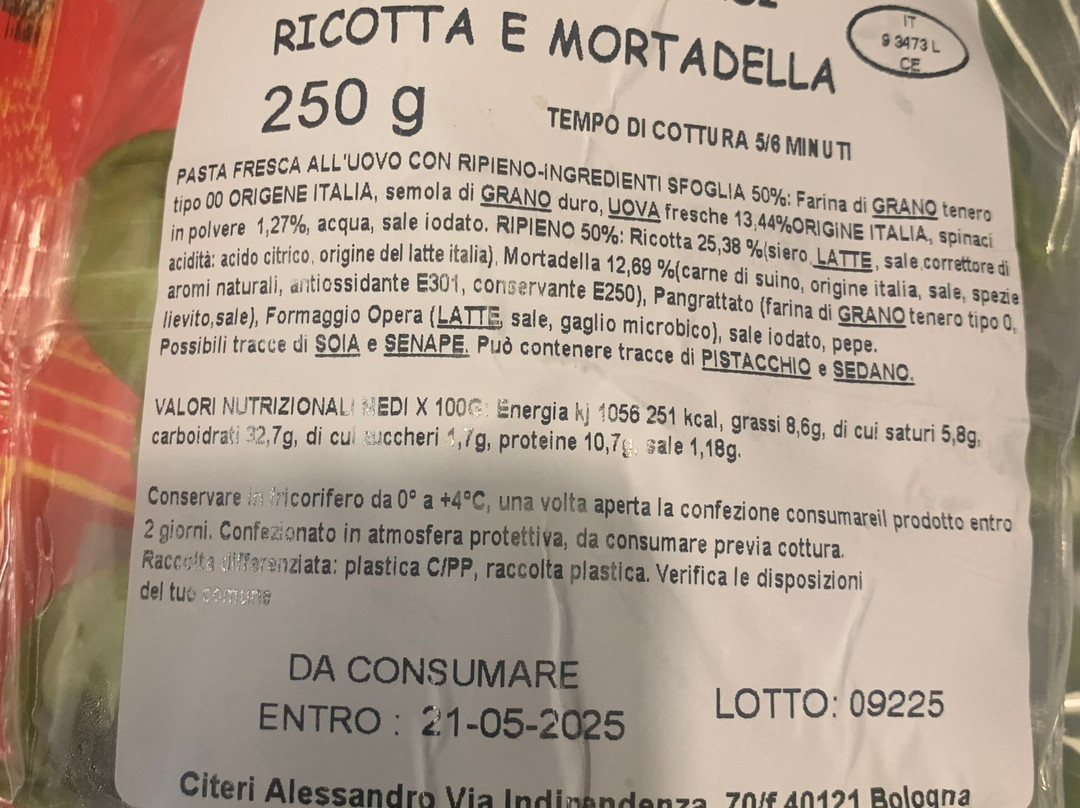 RICOTTA E MORTADELLA
IT
9 3473 L
CE
250 g
TEMPO DI COTTURA 5/6 MINUTI
PASTA FRESCA ALL'UOVO CON RIPIENO-INGREDIENTI SFOGLIA 50%: Farina di GRANO tenero
tipo 00 ORIGENE ITALIA, semola di GRANO duro, UOVA fresche 13,44%ORIGINE ITALIA, spinaci
in polvere 1,27%, acqua, sale iodato. RIPIENO 50%: Ricotta 25,38 %(siero LATTE, sale,correttore di
acidità: acido citrico, origine del latte italia), Mortadella 12,69 %(carne di suino, origine italia, sale, spezie
aromi naturali, antiossidante E301, conservante E250), Pangrattato (farina di GRANO tenero tipo 0,
lievito,sale), Formaggio Opera (LATTE, sale, gaglio microbico), sale iodato, pepe.
Possibili tracce di SOIA e SENAPE. Può contenere tracce di PISTACCHIO e SEDANO.
VALORI NUTRIZIONALI MEDI X 100G: Energia kj 1056 251 kcal, grassi 8,6g, di cui saturi 5,8g,
carboidrati 32,7g, di cui zuccheri 1,7g, proteine 10,7g, sale 1,18g.
Conservare in fricorifero da 0° a +4°C, una volta aperta la confezione consumareil prodotto entro
2 giorni. Confezionato in atmosfera protettiva, da consumare previa cottura.
Raccolta differenziata: plastica C/PP, raccolta plastica. Verifica le disposizioni
del tuo comune
DA CONSUMARE
ENTRO : 21-05-2025
LOTTO: 09225
Citeri Alessandro Via Indipendenza 70/f 40121 Bologna